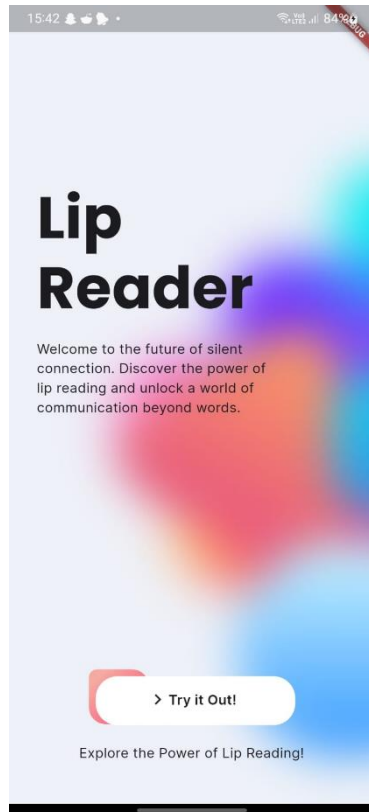 15:42
84%
Lip
Reader
Welcome to the future of silent
connection. Discover the power of
lip reading and unlock a world of
communication beyond words.
> Try it Out!
Explore the Power of Lip Reading!